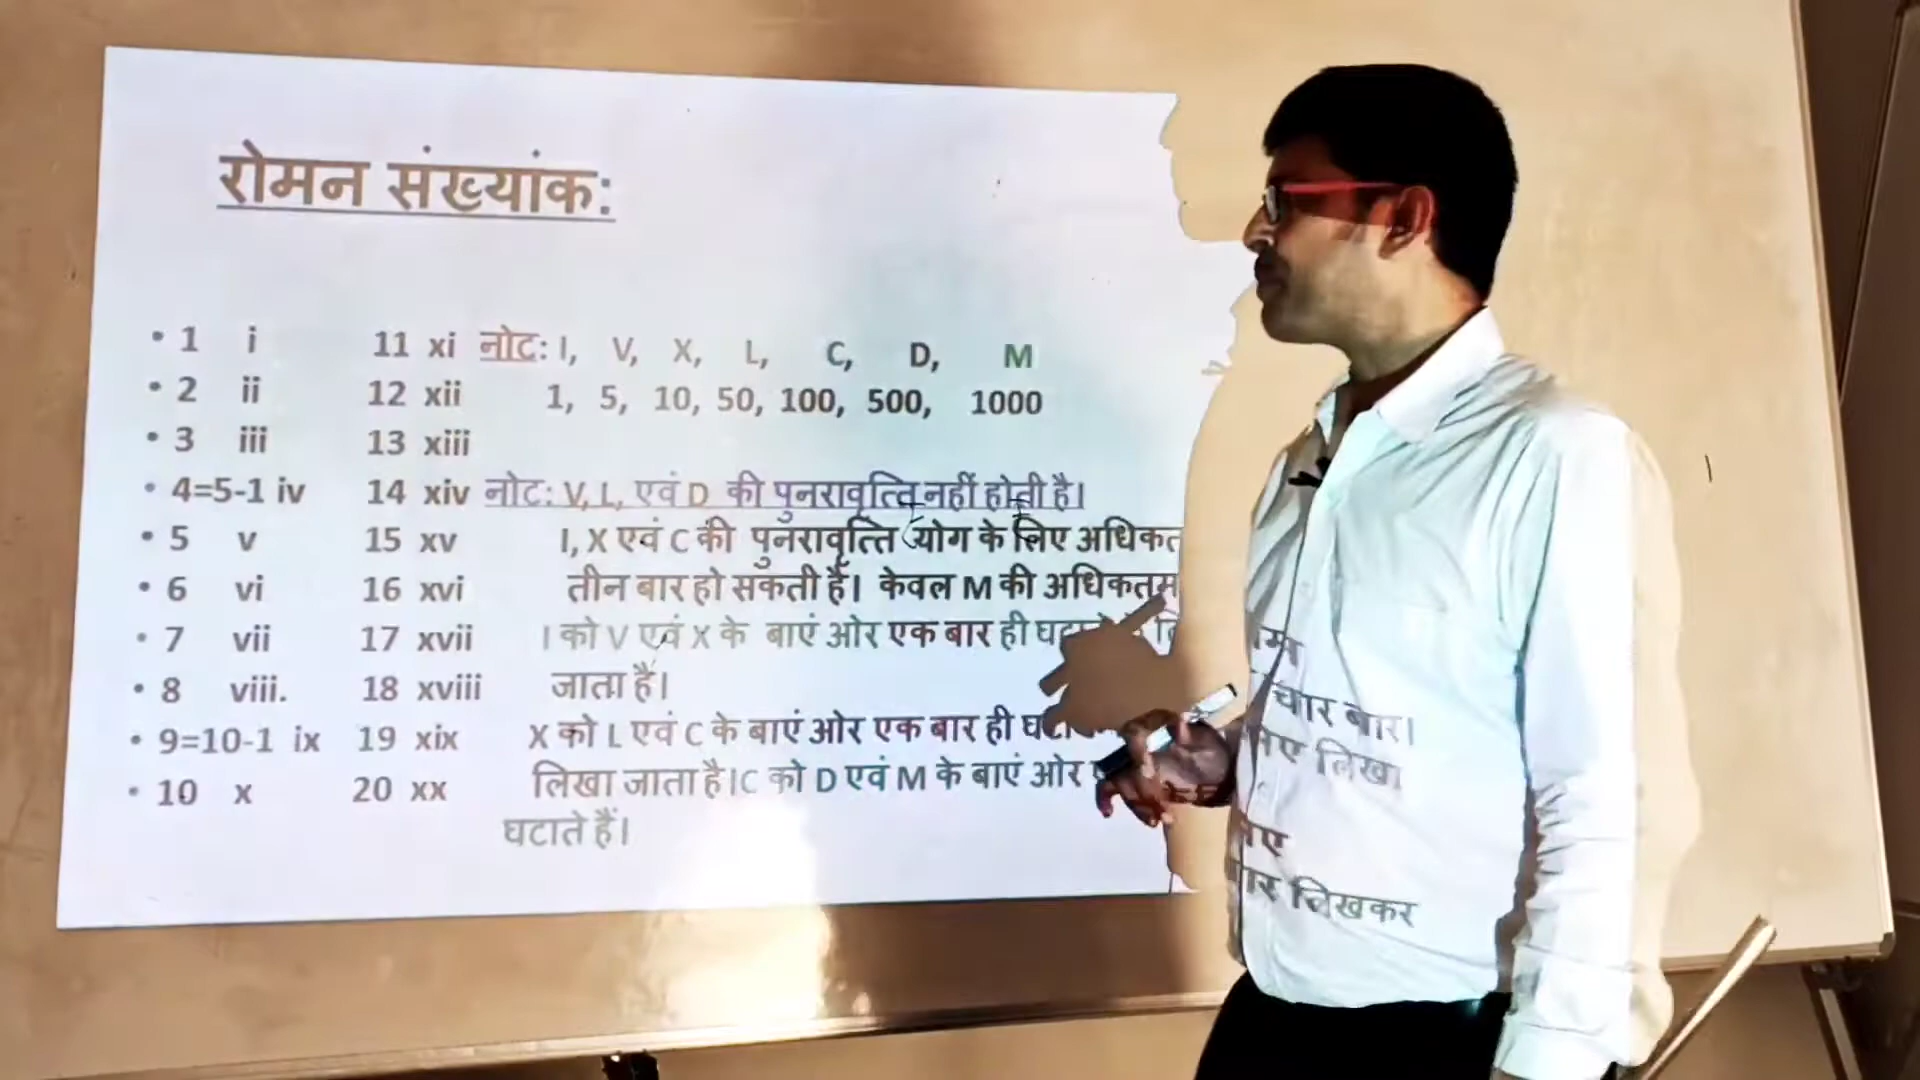 रोमन संख्यांक:
• 1 i 11 xi नोट: I, V, X, L, C, D, M
• 2 ii 12 xii 1, 5, 10, 50, 100, 500, 1000
• 3 iii 13 xiii
• 4=5-1 iv 14 xiv नोट: V, L, एवं D की पुनरावृत्ति नहीं होती है।
• 5 v 15 xv I, X एवं C की पुनरावृत्ति योग के लिए
• 6 vi 16 xvi तीन बार हो सकती है। केवल M की अधिकतम चार बार।
• 7 vii 17 xvii I को V एवं X के बाएं ओर एक बार ही लिखा
• 8 viii. 18 xviii जाता है।
• 9=10-1 ix 19 xix X को L एवं C के बाएं ओर एक बार ही
• 10 x 20 xx लिखा जाता है।C को D एवं M के बाएं ओर लिखकर
घटाते हैं।